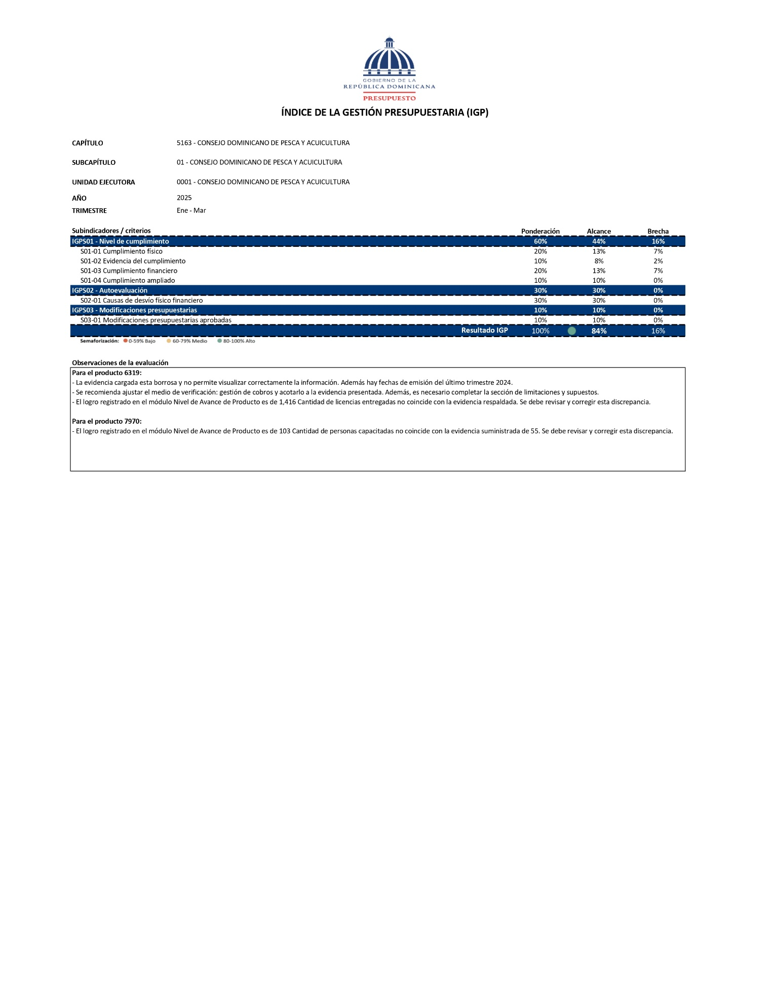 GOBIERNO DE LA
REPÚBLICA DOMINICANA
PRESUPUESTO
ÍNDICE DE LA GESTIÓN PRESUPUESTARIA (IGP)
CAPÍTULO 5163 - CONSEJO DOMINICANO DE PESCA Y ACUICULTURA
SUBCAPÍTULO 01 - CONSEJO DOMINICANO DE PESCA Y ACUICULTURA
UNIDAD EJECUTORA 0001 - CONSEJO DOMINICANO DE PESCA Y ACUICULTURA
AÑO 2025
TRIMESTRE Ene - Mar
Subindicadores / criterios Ponderación Alcance Brecha
IGPS01 - Nivel de cumplimiento 60% 44% 16%
S01-01 Cumplimiento físico 20% 13% 7%
S01-02 Evidencia del cumplimiento 10% 8% 2%
S01-03 Cumplimiento financiero 20% 13% 7%
S01-04 Cumplimiento ampliado 10% 10% 0%
IGPS02 - Autoevaluación 30% 30% 0%
S02-01 Causas de desvío físico financiero 30% 30% 0%
IGPS03 - Modificaciones presupuestarias 10% 10% 0%
S03-01 Modificaciones presupuestarias aprobadas 10% 10% 0%
Resultado IGP 100% 84% 16%
Semaforización: 0-59% Bajo 60-79% Medio 80-100% Alto
Observaciones de la evaluación
Para el producto 6319:
- La evidencia cargada esta borrosa y no permite visualizar correctamente la información. Además hay fechas de emisión del último trimestre 2024.
- Se recomienda ajustar el medio de verificación: gestión de cobros y acotarlo a la evidencia presentada. Además, es necesario completar la sección de limitaciones y supuestos.
- El logro registrado en el módulo Nivel de Avance de Producto es de 1,416 Cantidad de licencias entregadas no coincide con la evidencia respaldada. Se debe revisar y corregir esta discrepancia.
Para el producto 7970:
- El logro registrado en el módulo Nivel de Avance de Producto es de 103 Cantidad de personas capacitadas no coincide con la evidencia suministrada de 55. Se debe revisar y corregir esta discrepancia.